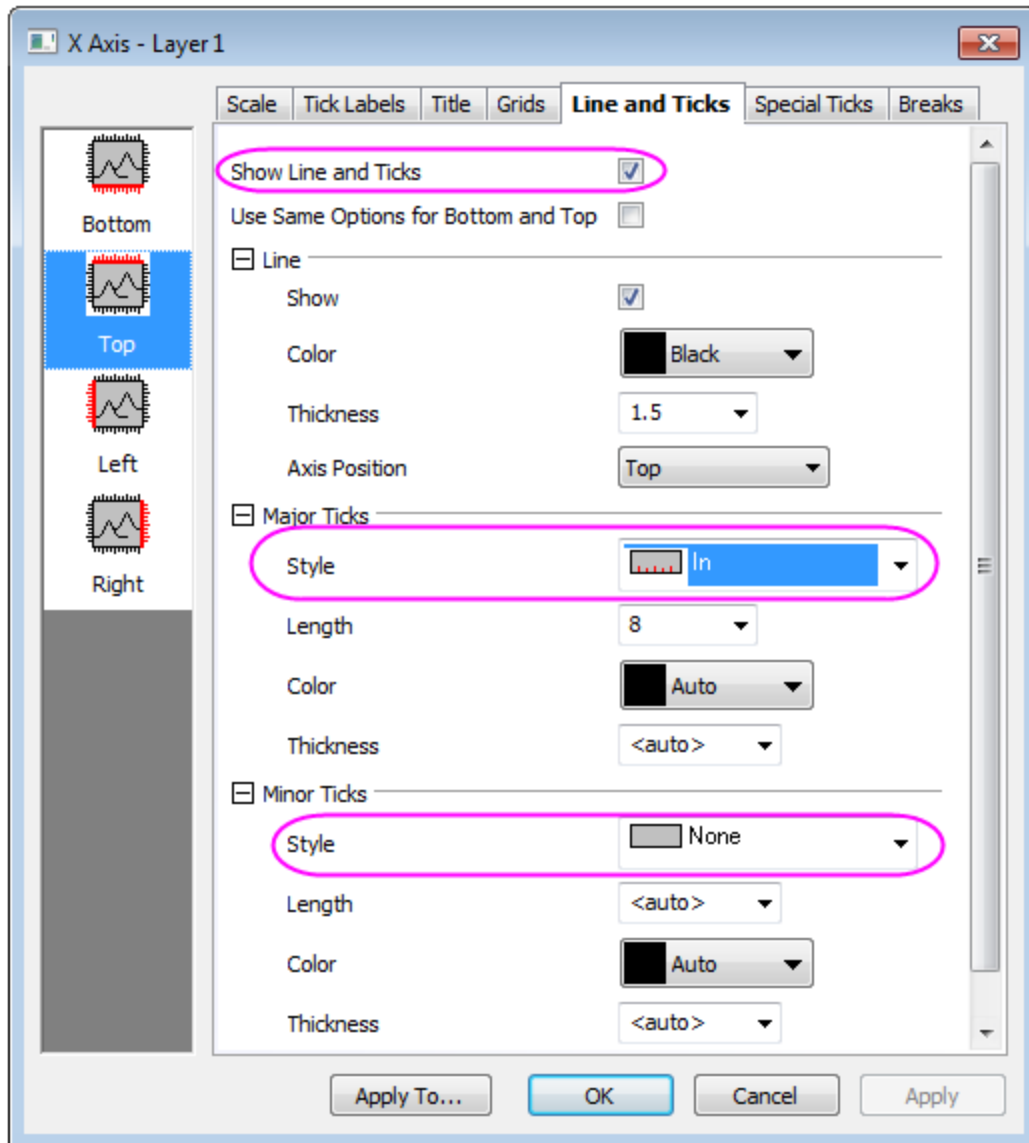 X Axis - Layer 1
Scale Tick Labels Title Grids Line and Ticks Special Ticks Breaks
Bottom
Top
Left
Right
Show Line and Ticks
Use Same Options for Bottom and Top
Line
Show
Color Black
Thickness 1.5
Axis Position Top
Major Ticks
Style In
Length 8
Color Auto
Thickness <auto>
Minor Ticks
Style None
Length <auto>
Color Auto
Thickness <auto>
Apply To... OK Cancel Apply